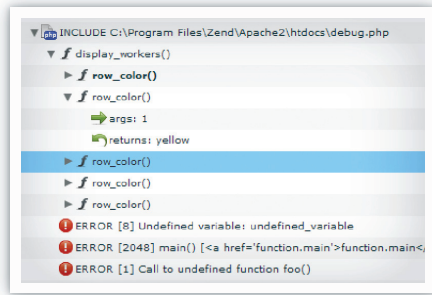 php INCLUDE C:\Program Files\Zend\Apache2\htdocs\debug.php
f display_workers()
f row_color()
f row_color()
args: 1
returns: yellow
f row_color()
f row_color()
f row_color()
ERROR [8] Undefined variable: undefined_variable
ERROR [2048] main() [<a href='function.main'>function.main</
ERROR [1] Call to undefined function foo()